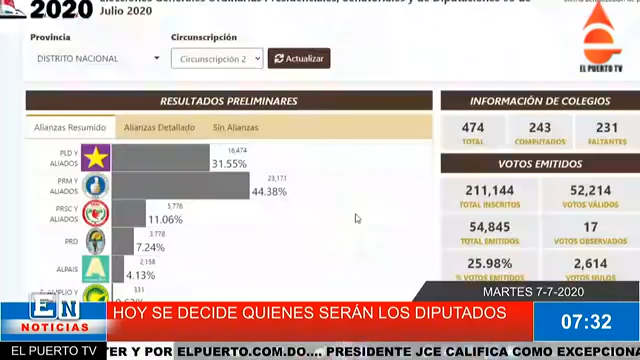 2020
Elecciones Generales Ordinarias Presidenciales, Senatoriales y de Diputaciones 05 de
Julio 2020
Provincia
Circunscripción
DISTRITO NACIONAL
Circunscripción 2
Actualizar
EL PUERTO TV
RESULTADOS PRELIMINARES
INFORMACIÓN DE COLEGIOS
Alianzas Resumido
Alianzas Detallado
Sin Alianzas
474
243
231
TOTAL
COMPUTADOS
FALTANTES
PLD Y
ALIADOS
16,474
31.55%
VOTOS EMITIDOS
PRM Y
ALIADOS
23,171
44.38%
211,144
52,214
TOTAL INSCRITOS
VOTOS VÁLIDOS
PRSC Y
ALIADOS
5,776
11.06%
54,845
17
TOTAL EMITIDOS
VOTOS OBSERVADOS
PRD
3,778
7.24%
25.98%
2,614
% VOTOS EMITIDOS
VOTOS NULOS
ALPAIS
2,158
4.13%
331
MARTES 7-7-2020
EN
NOTICIAS
HOY SE DECIDE QUIENES SERÁN LOS DIPUTADOS
07:32
EL PUERTO TV
TER Y POR ELPUERTO.COM.DO.... PRESIDENTE JCE CALIFICA COMO EXCEPCIONA